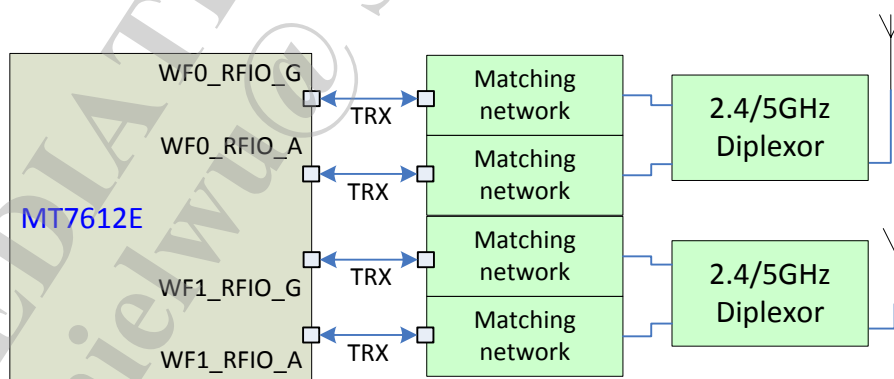 WF0_RFIO_G
TRX
Matching
network
2.4/5GHz
Diplexor
WF0_RFIO_A
TRX
Matching
network
MT7612E
WF1_RFIO_G
TRX
Matching
network
2.4/5GHz
Diplexor
WF1_RFIO_A
TRX
Matching
network